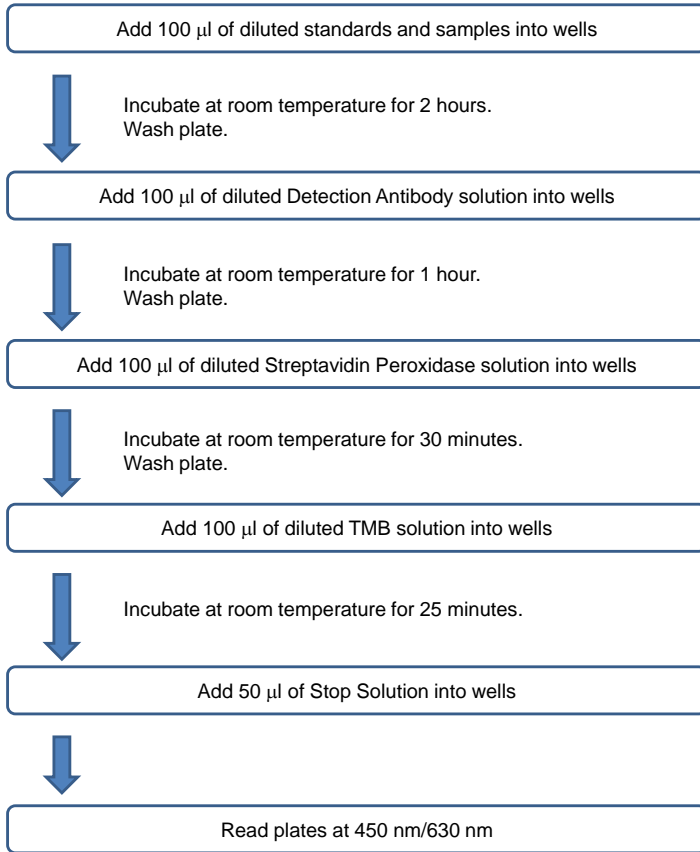 Add 100 μl of diluted standards and samples into wells
Incubate at room temperature for 2 hours.
Wash plate.
Add 100 μl of diluted Detection Antibody solution into wells
Incubate at room temperature for 1 hour.
Wash plate.
Add 100 μl of diluted Streptavidin Peroxidase solution into wells
Incubate at room temperature for 30 minutes.
Wash plate.
Add 100 μl of diluted TMB solution into wells
Incubate at room temperature for 25 minutes.
Add 50 μl of Stop Solution into wells
Read plates at 450 nm/630 nm